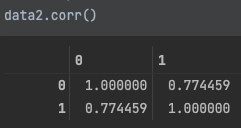 data2.corr()
0 1
0 1.000000 0.774459
1 0.774459 1.000000